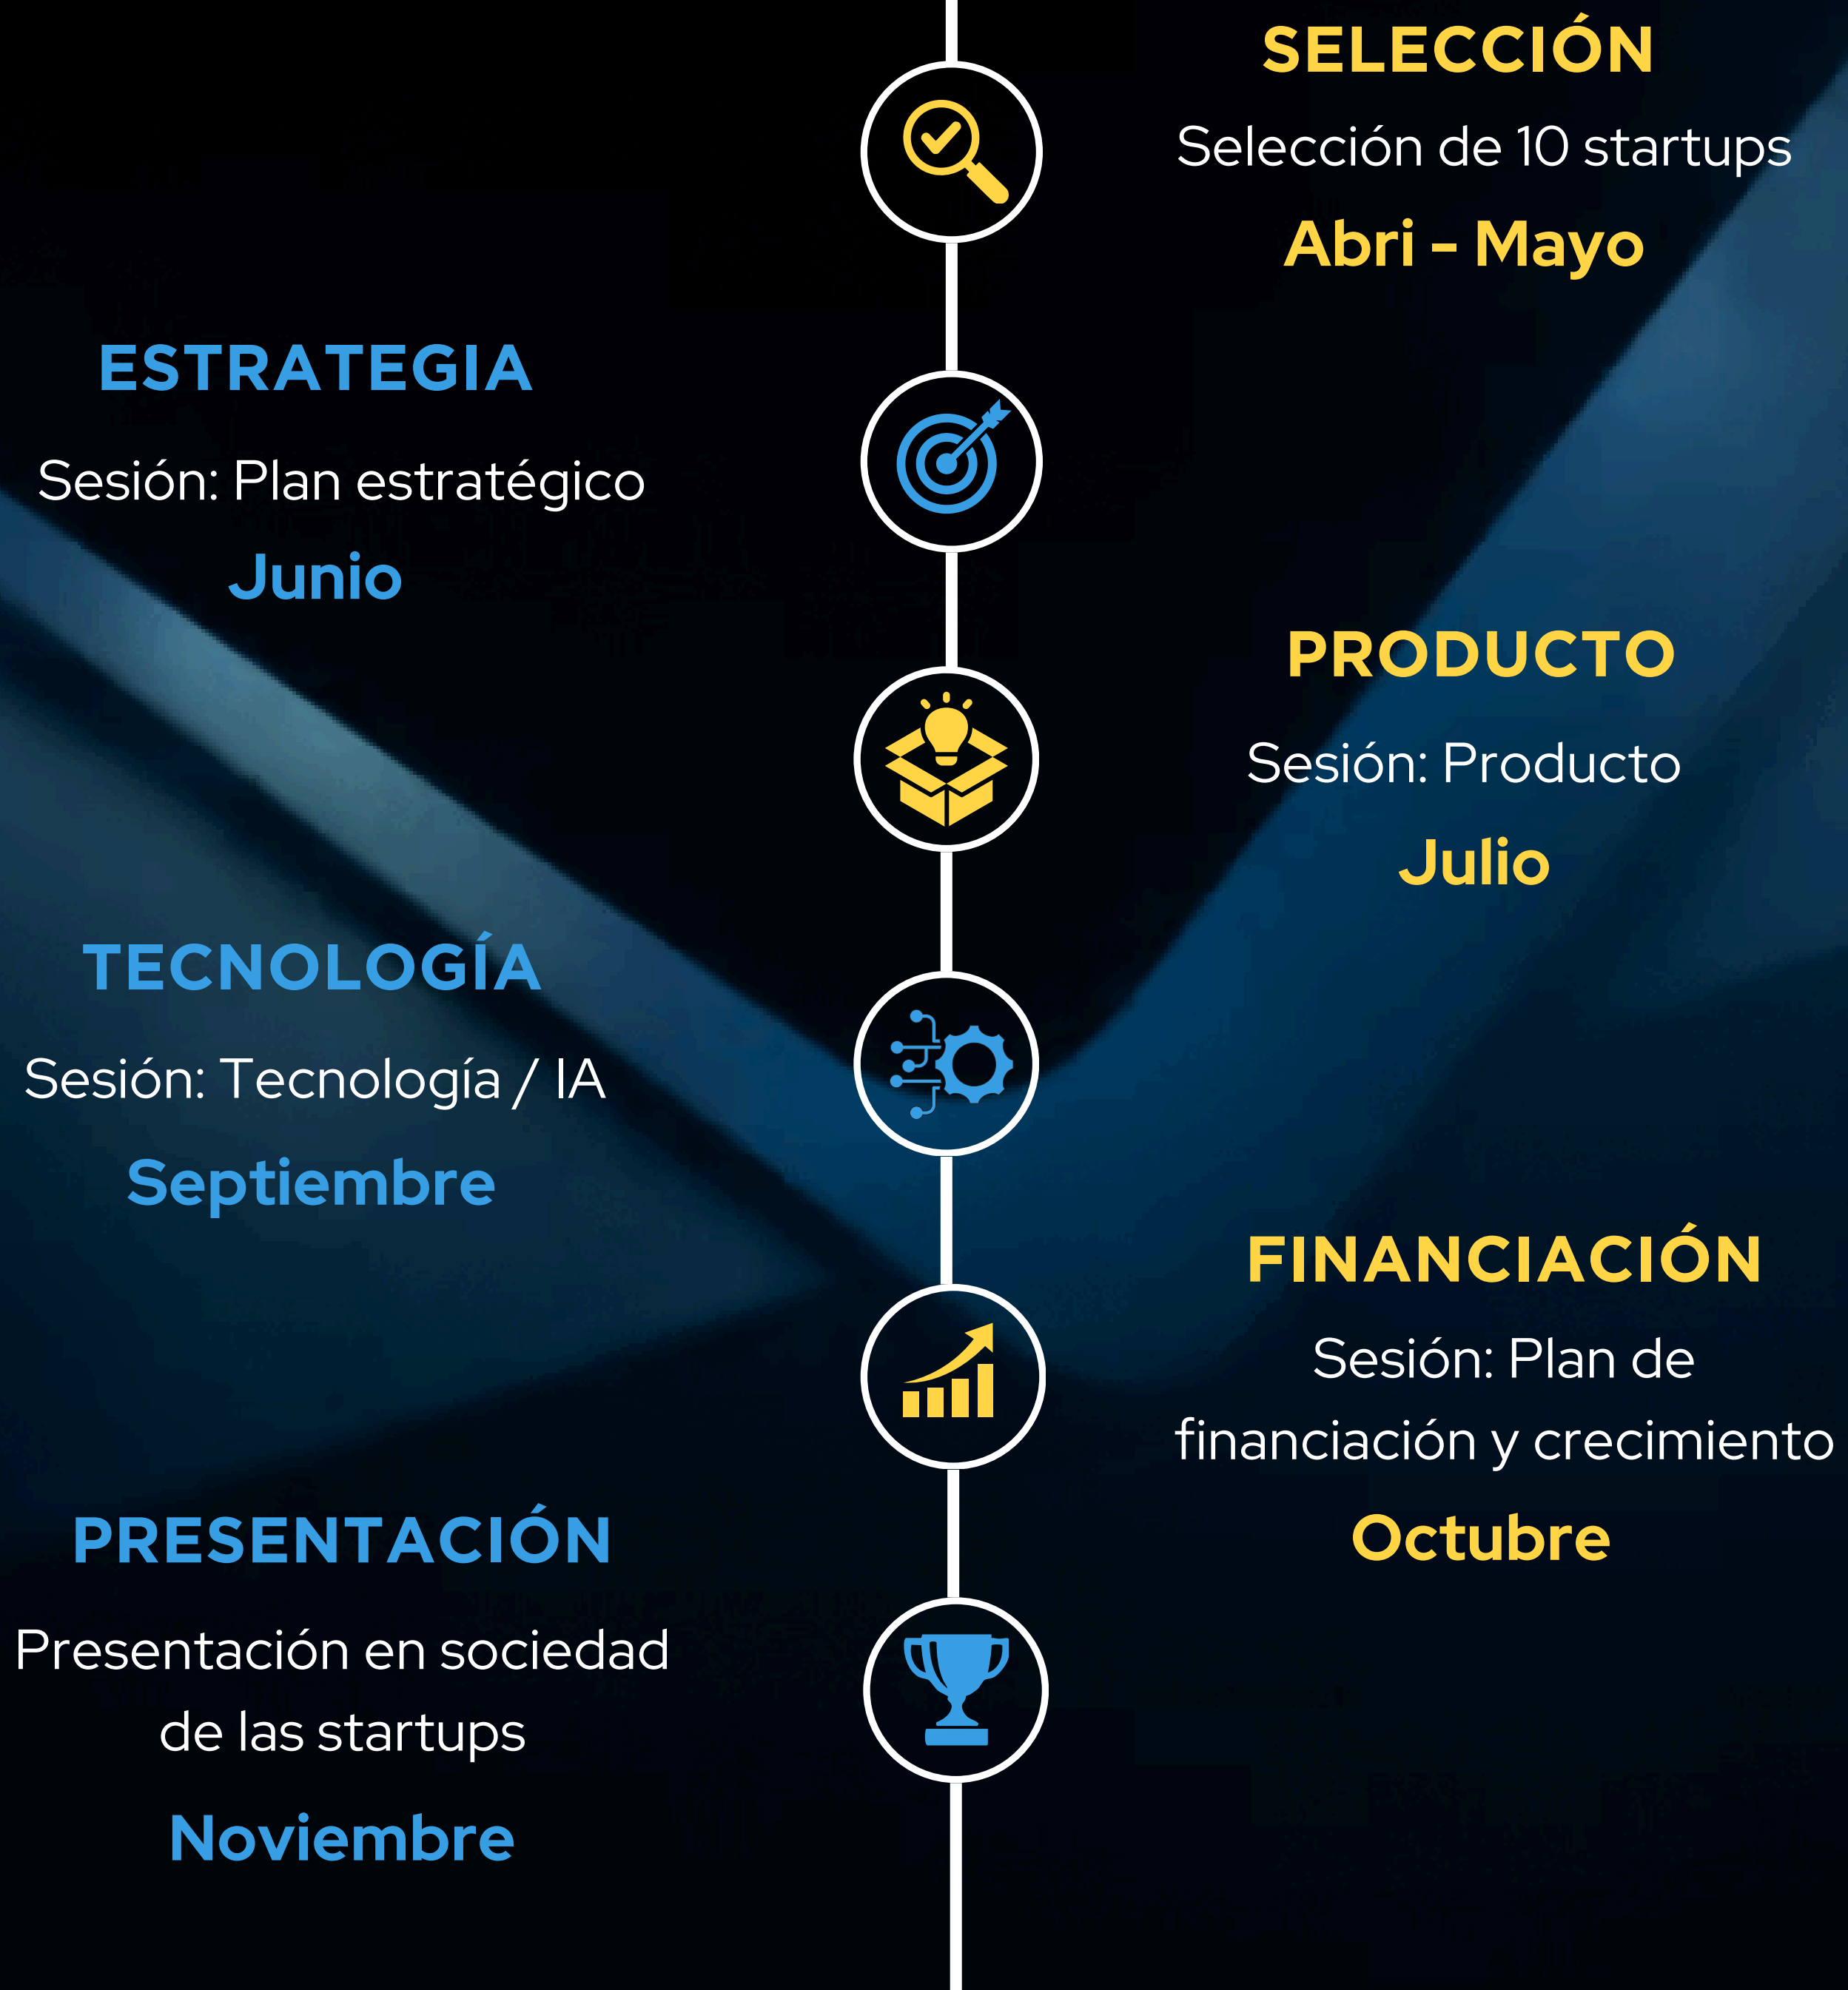 SELECCIÓN
Selección de 10 startups
Abri - Mayo
ESTRATEGIA
Sesión: Plan estratégico
Junio
PRODUCTO
Sesión: Producto
Julio
TECNOLOGÍA
Sesión: Tecnología / IA
Septiembre
FINANCIACIÓN
Sesión: Plan de
financiación y crecimiento
Octubre
PRESENTACIÓN
Presentación en sociedad
de las startups
Noviembre